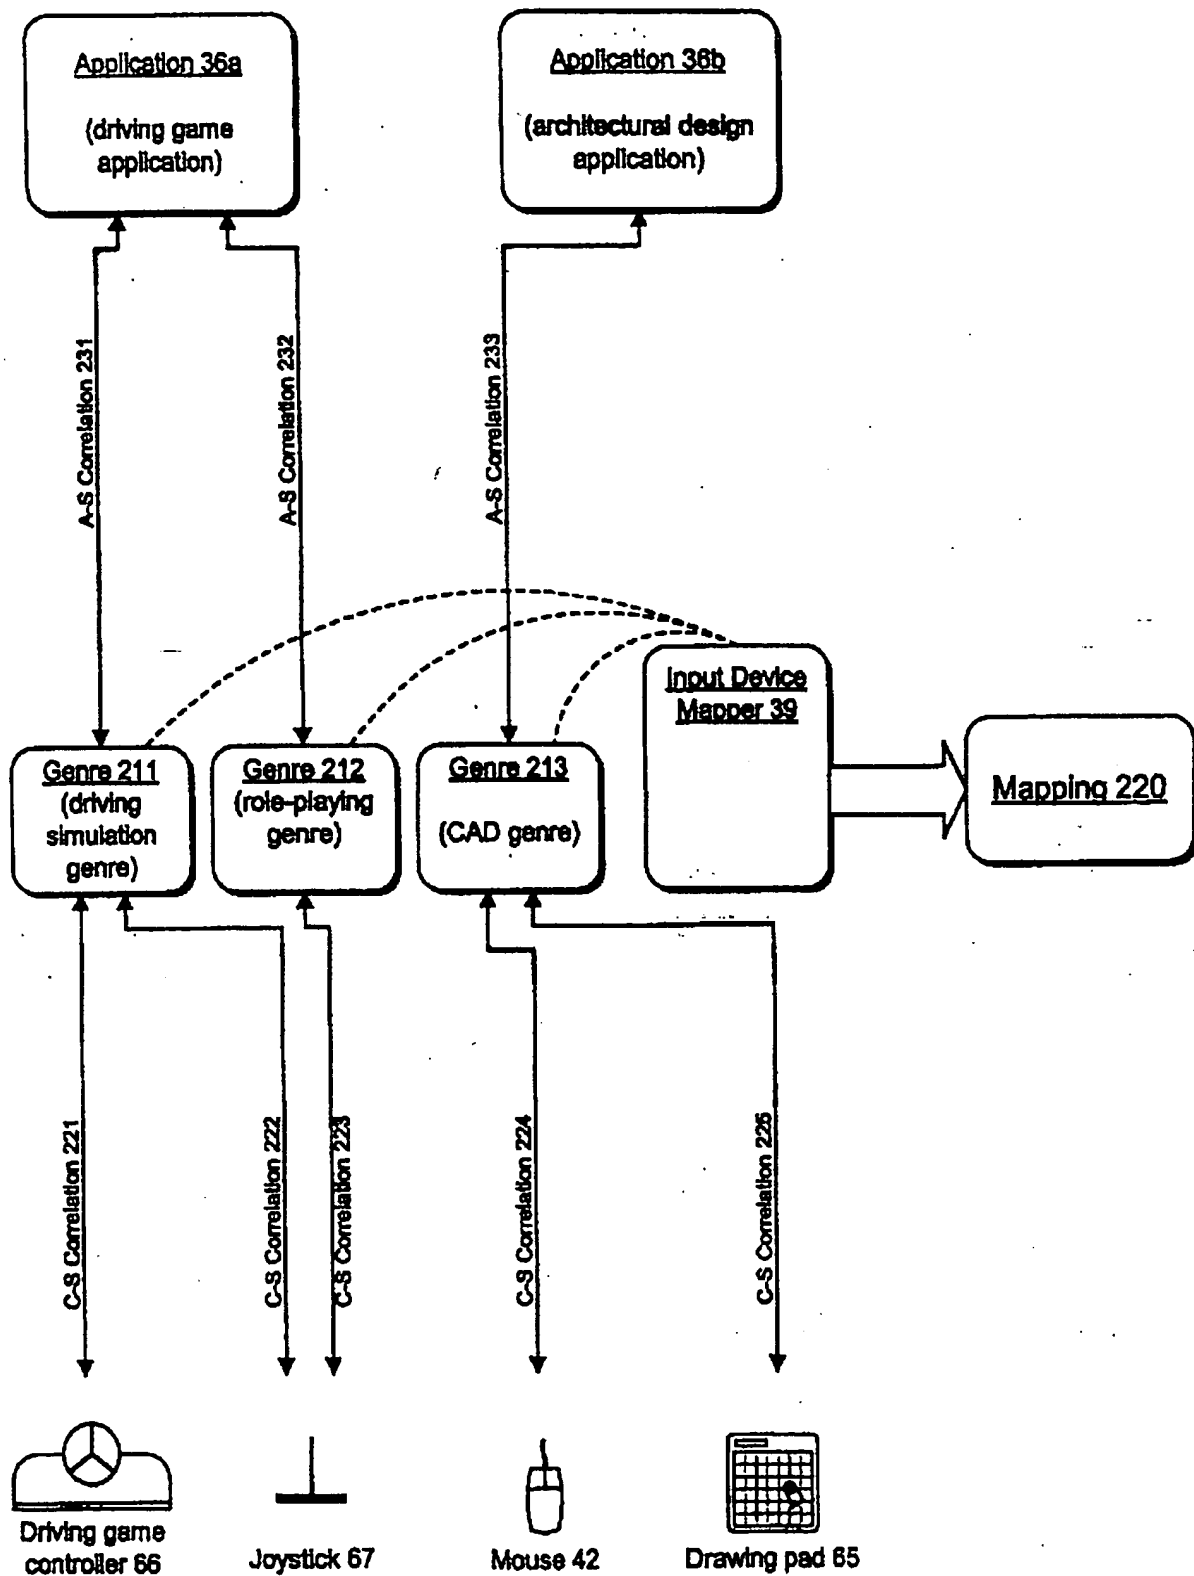 Application 36a
(driving game
application)
Application 36b
(architectural design
application)
A-S Correlation 231
A-S Correlation 232
A-S Correlation 233
Input Device
Mapper 39
Mapping 220
Genre 211
(driving
simulation
genre)
Genre 212
(role-playing
genre)
Genre 213
(CAD genre)
C-S Correlation 221
C-S Correlation 222
C-S Correlation 223
C-S Correlation 224
C-S Correlation 225
Driving game
controller 66
Joystick 67
Mouse 42
Drawing pad 65